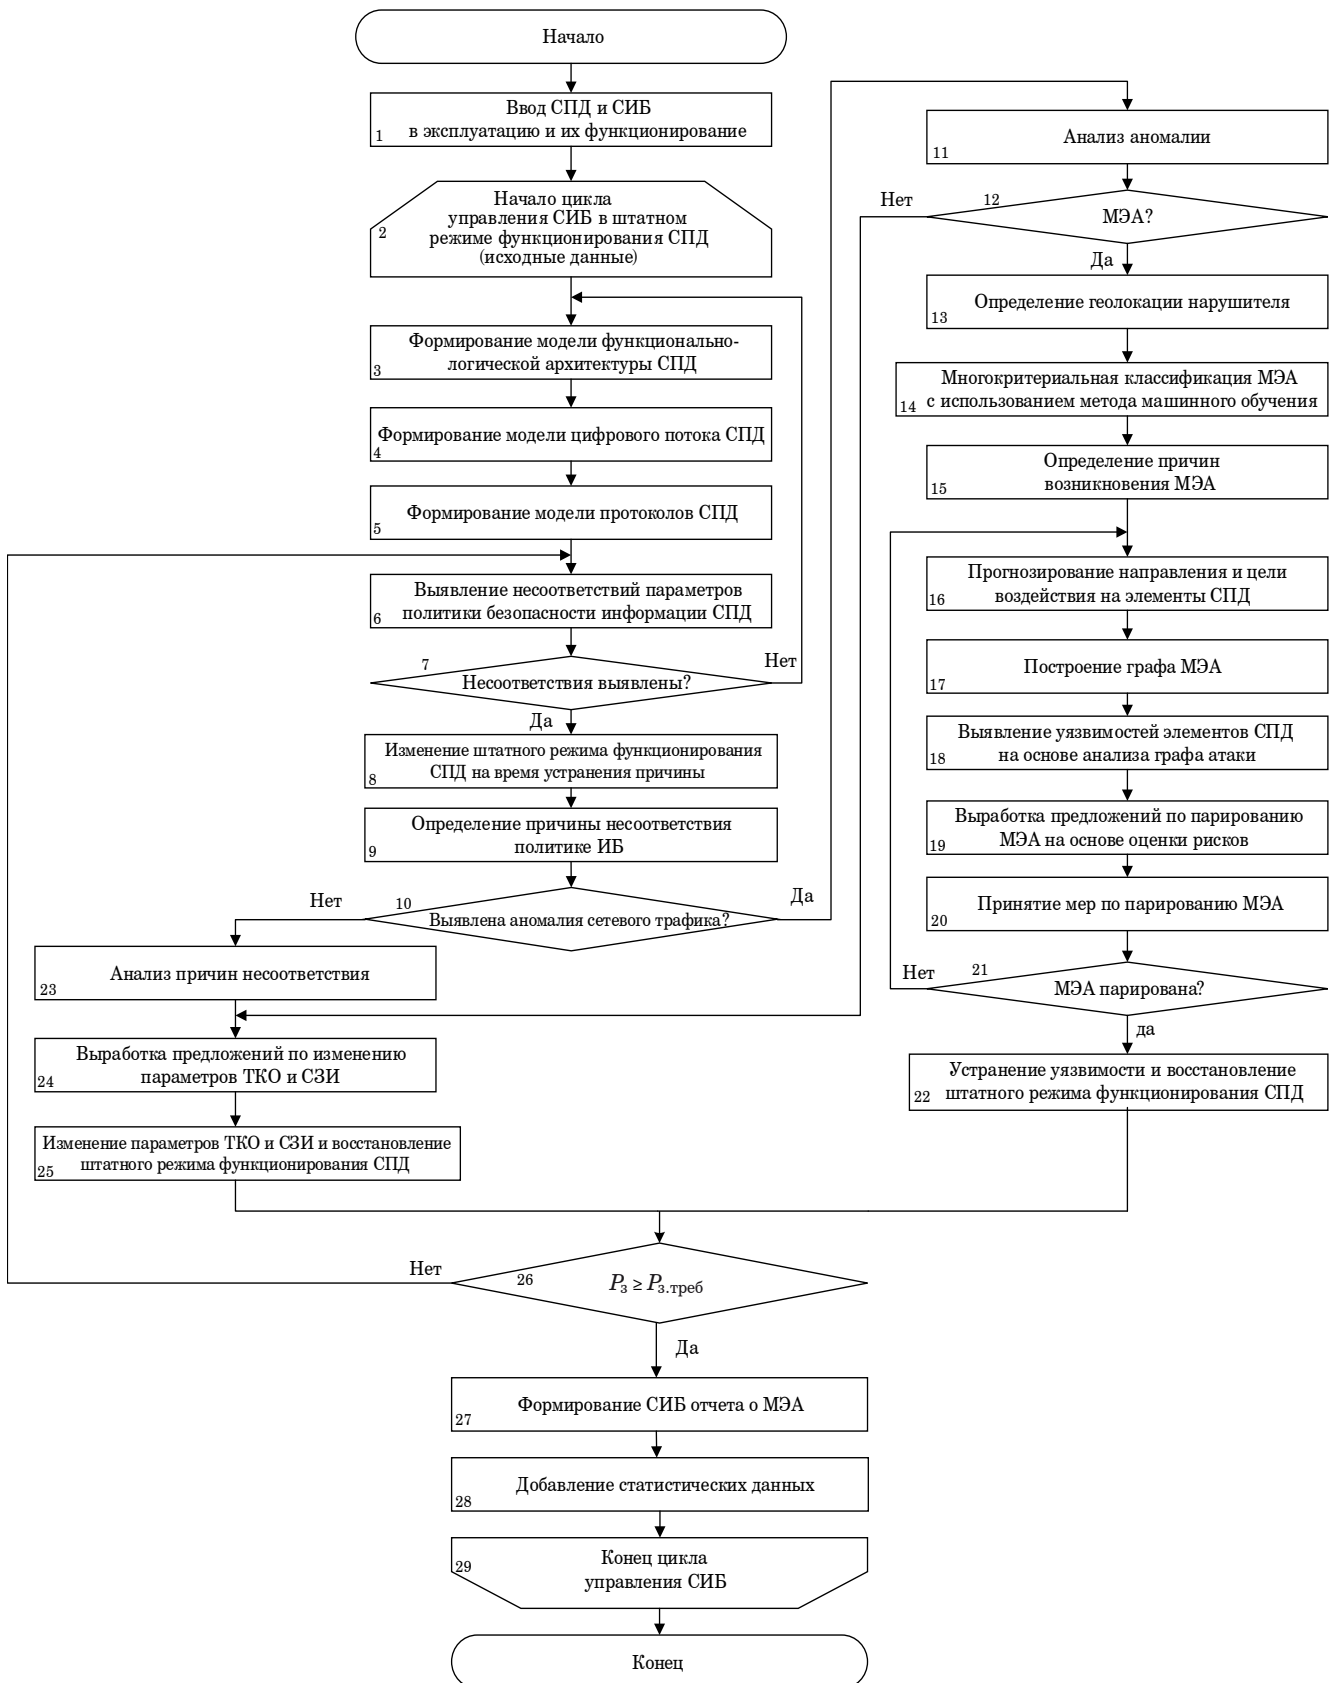 Начало
Ввод СПД и СИБ
в эксплуатацию и их функционирование
1
Начало цикла
управления СИБ в штатном
режиме функционирования СПД
(исходные данные)
2
Формирование модели функционально-
логической архитектуры СПД
3
Формирование модели цифрового потока СПД
4
Формирование модели протоколов СПД
5
Выявление несоответствий параметров
политики безопасности информации СПД
6
7
Несоответствия выявлены?
Нет
Да
Изменение штатного режима функционирования
СПД на время устранения причины
8
Определение причины несоответствия
политике ИБ
9
10
Выявлена аномалия сетевого трафика?
Нет
Да
Анализ аномалии
11
12
МЭА?
Нет
Да
Определение геолокации нарушителя
13
Многокритериальная классификация МЭА
с использованием метода машинного обучения
14
Определение причин
возникновения МЭА
15
Прогнозирование направления и цели
воздействия на элементы СПД
16
Построение графа МЭА
17
Выявление уязвимостей элементов СПД
на основе анализа графа атаки
18
Выработка предложений по парированию
МЭА на основе оценки рисков
19
Принятие мер по парированию МЭА
20
21
МЭА парирована?
Нет
да
Устранение уязвимости и восстановление
штатного режима функционирования СПД
22
Анализ причин несоответствия
23
Выработка предложений по изменению
параметров ТКО и СЗИ
24
Изменение параметров ТКО и СЗИ и восстановление
штатного режима функционирования СПД
25
26
Pз ≥ Pз.треб
Нет
Да
Формирование СИБ отчета о МЭА
27
Добавление статистических данных
28
Конец цикла
управления СИБ
29
Конец